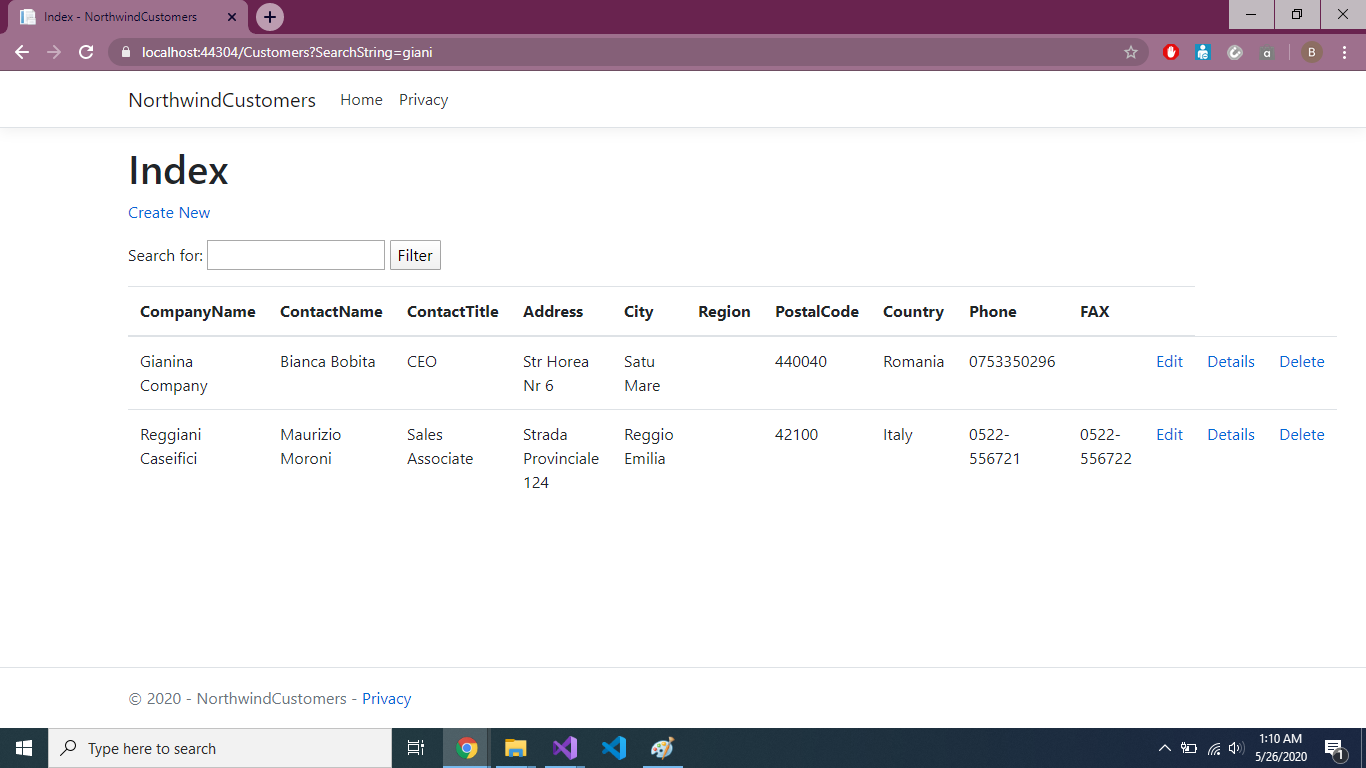 Index - NorthwindCustomers
localhost:44304/Customers?SearchString=giani
a
B
NorthwindCustomers Home Privacy
Index
Create New
Search for: Filter
CompanyName ContactName ContactTitle Address City Region PostalCode Country Phone FAX
Gianina Bianca Bobita CEO Str Horea Satu 440040 Romania 0753350296 Edit Details Delete
Company Nr 6 Mare
Reggiani Maurizio Sales Strada Reggio 42100 Italy 0522- 0522- Edit Details Delete
Caseifici Moroni Associate Provinciale Emilia 556721 556722
124
© 2020 - NorthwindCustomers - Privacy
Type here to search
1:10 AM
5/26/2020
1